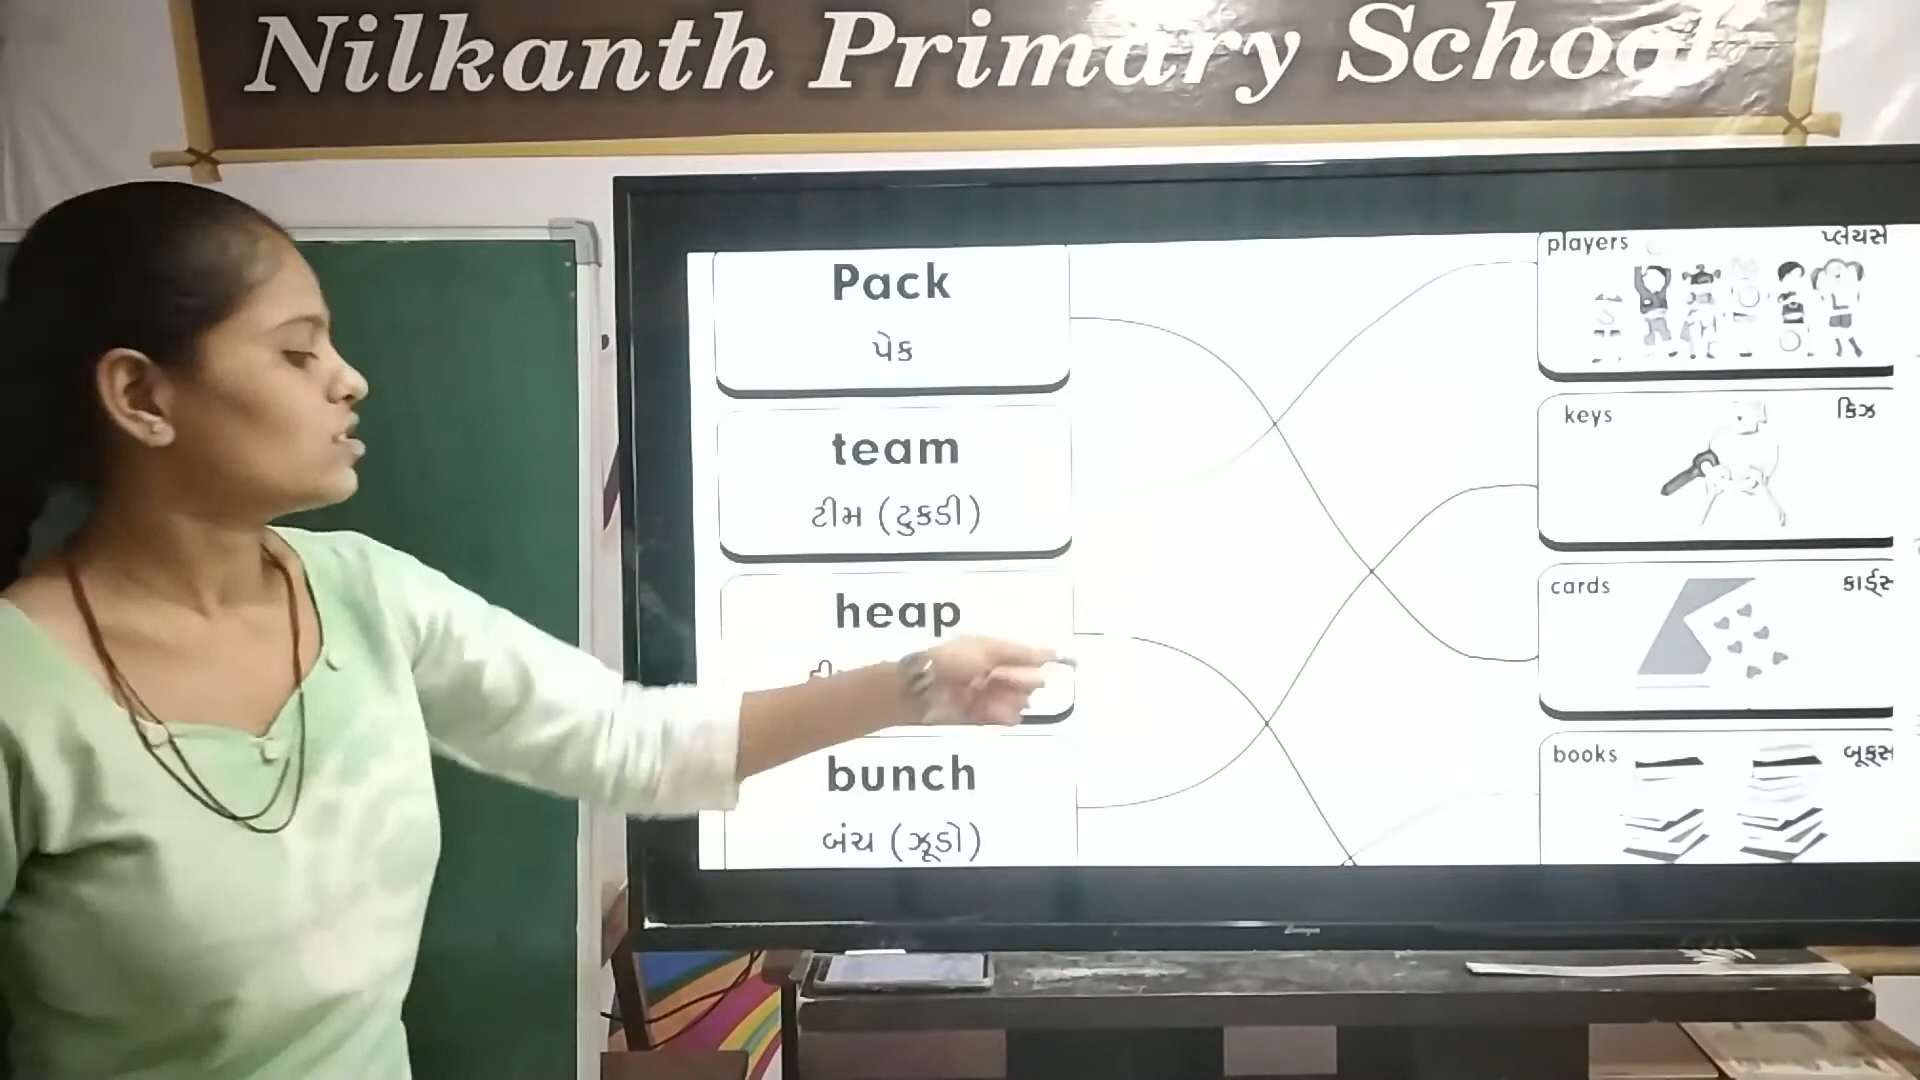 Nilkanth Primary School
Pack
પેક
team
ટીમ (ટુકડી)
heap
bunch
બંચ (ઝૂડો)
players પ્લેયર્સ
keys કિઝ
cards કાર્ડ્સ
books બૂક્સ